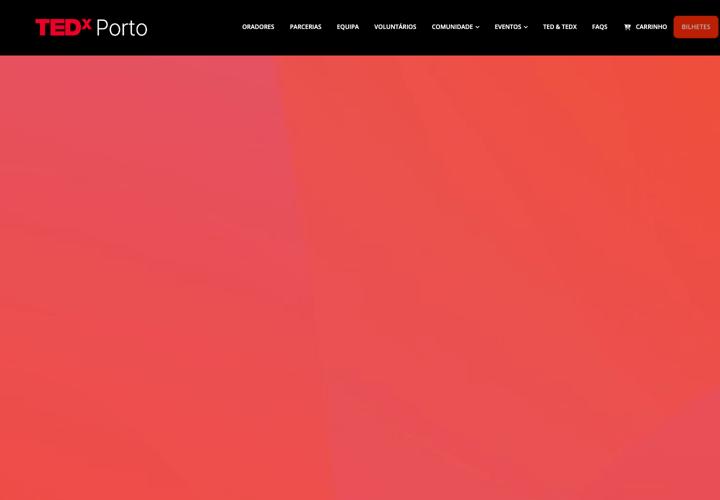 TEDx Porto
ORADORES PARCERIAS EQUIPA VOLUNTÁRIOS COMUNIDADE EVENTOS TED & TEDX FAQS CARRINHO BILHETES